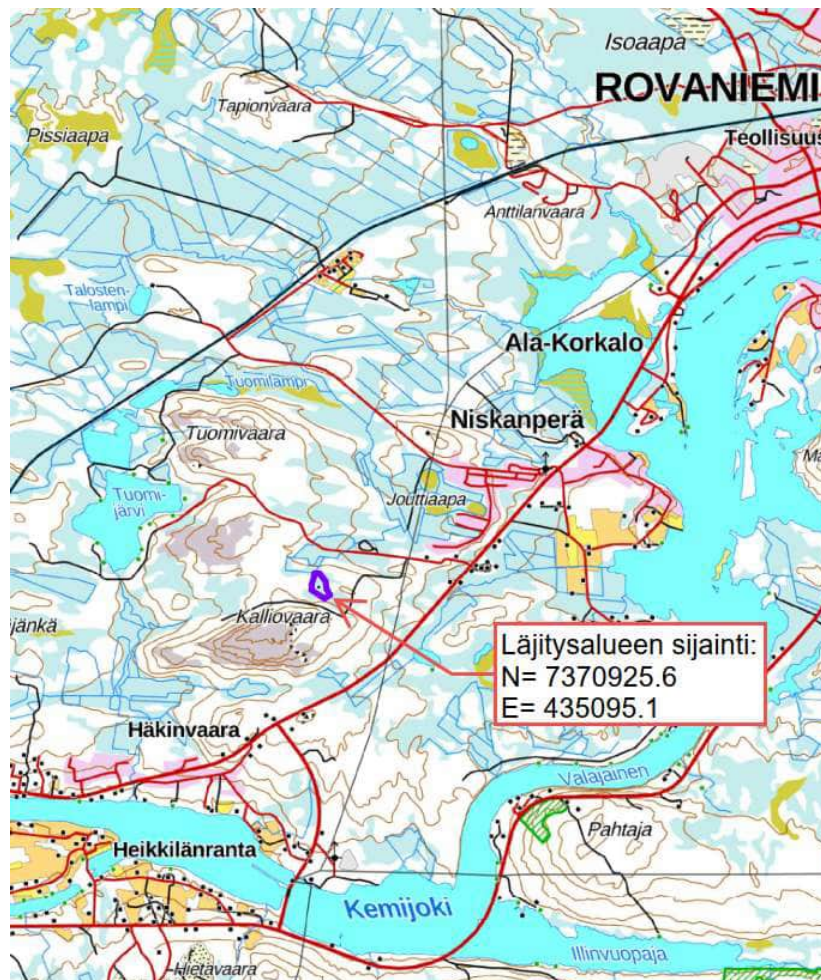 Isoaapa
ROVANIEMI
Tapionvaara
Pissiaapa
Teollisuus
Anttilanvaara
Talosten-
lampi
Ala-Korkalo
Tuomilampi
Niskanperä
Tuomivaara
Jouttiaapa
Tuomi-
järvi
Kalliovaara
ijänkä
Läjitysalueen sijainti:
N= 7370925.6
E= 435095.1
Häkinvaara
Valajainen
Pahtaja
Heikkilänranta
Kemijoki
Illinvuopaja
Hietavaara